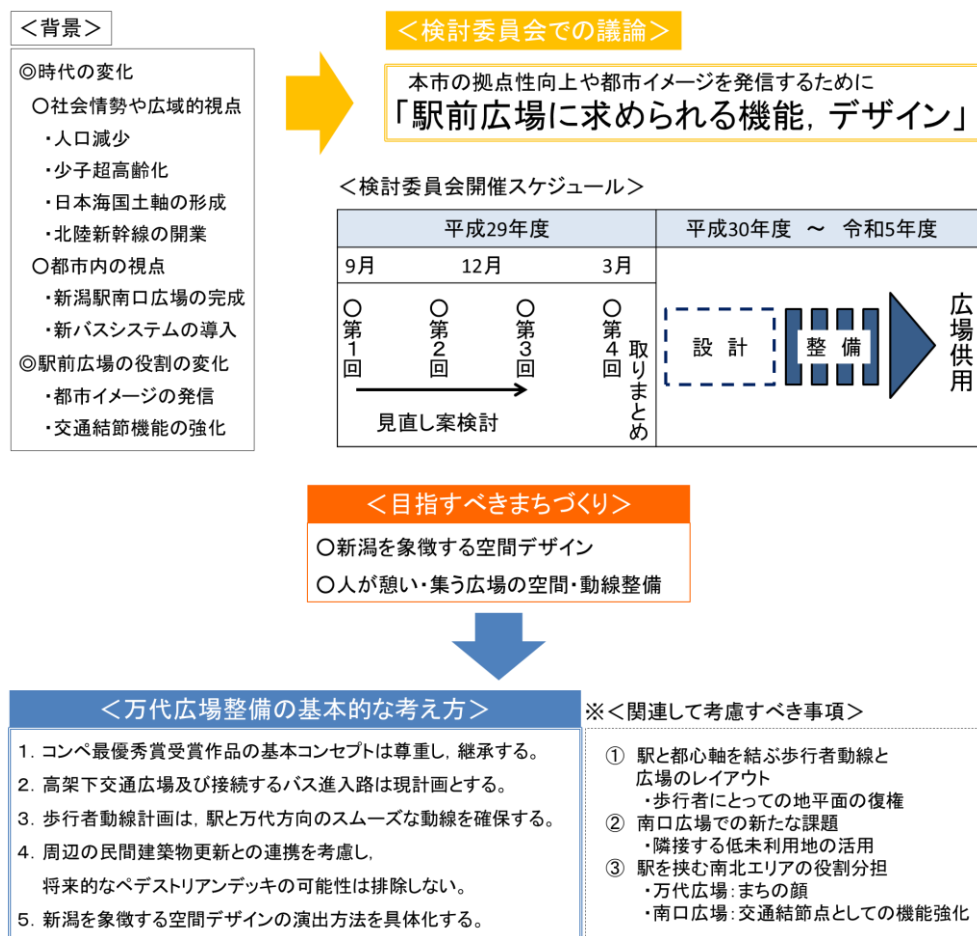 ＜背景＞
◎時代の変化
○社会情勢や広域的視点
・人口減少
・少子超高齢化
・日本海国土軸の形成
・北陸新幹線の開業
○都市内の視点
・新潟駅南口広場の完成
・新バスシステムの導入
◎駅前広場の役割の変化
・都市イメージの発信
・交通結節機能の強化
＜検討委員会での議論＞
本市の拠点性向上や都市イメージを発信するために
「駅前広場に求められる機能，デザイン」
＜検討委員会開催スケジュール＞
平成29年度
平成30年度　～　令和5年度
9月
12月
3月
○第1回
○第2回
○第3回
○第4回
取りまとめ
見直し案検討
設計
整備
広場供用
＜目指すべきまちづくり＞
○新潟を象徴する空間デザイン
○人が憩い・集う広場の空間・動線整備
＜万代広場整備の基本的な考え方＞
1．コンペ最優秀賞受賞作品の基本コンセプトは尊重し，継承する。
2．高架下交通広場及び接続するバス進入路は現計画とする。
3．歩行者動線計画は，駅と万代方向のスムーズな動線を確保する。
4．周辺の民間建築物更新との連携を考慮し，
将来的なペデストリアンデッキの可能性は排除しない。
5．新潟を象徴する空間デザインの演出方法を具体化する。
※＜関連して考慮すべき事項＞
①　駅と都心軸を結ぶ歩行者動線と
広場のレイアウト
・歩行者にとっての地平面の復権
②　南口広場での新たな課題
・隣接する低未利用地の活用
③　駅を挟む南北エリアの役割分担
・万代広場：まちの顔
・南口広場：交通結節点としての機能強化